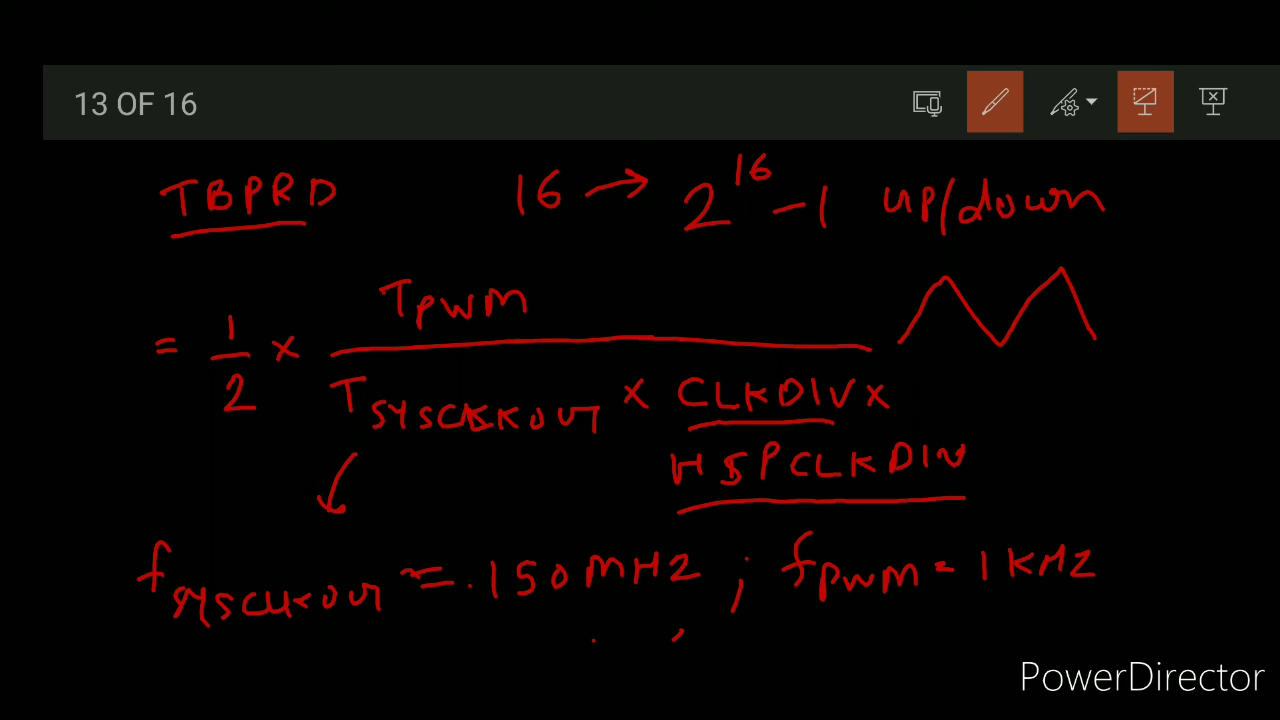 13 OF 16
TBPRD 16 → 2^16 - 1 up/down
= 1/2 × TPWM / (TSYSCLKOUT × CLKDIV × HSPCLKDIV)
fSYSCLKOUT = 150MHZ ; fPWM = 1KHZ
PowerDirector